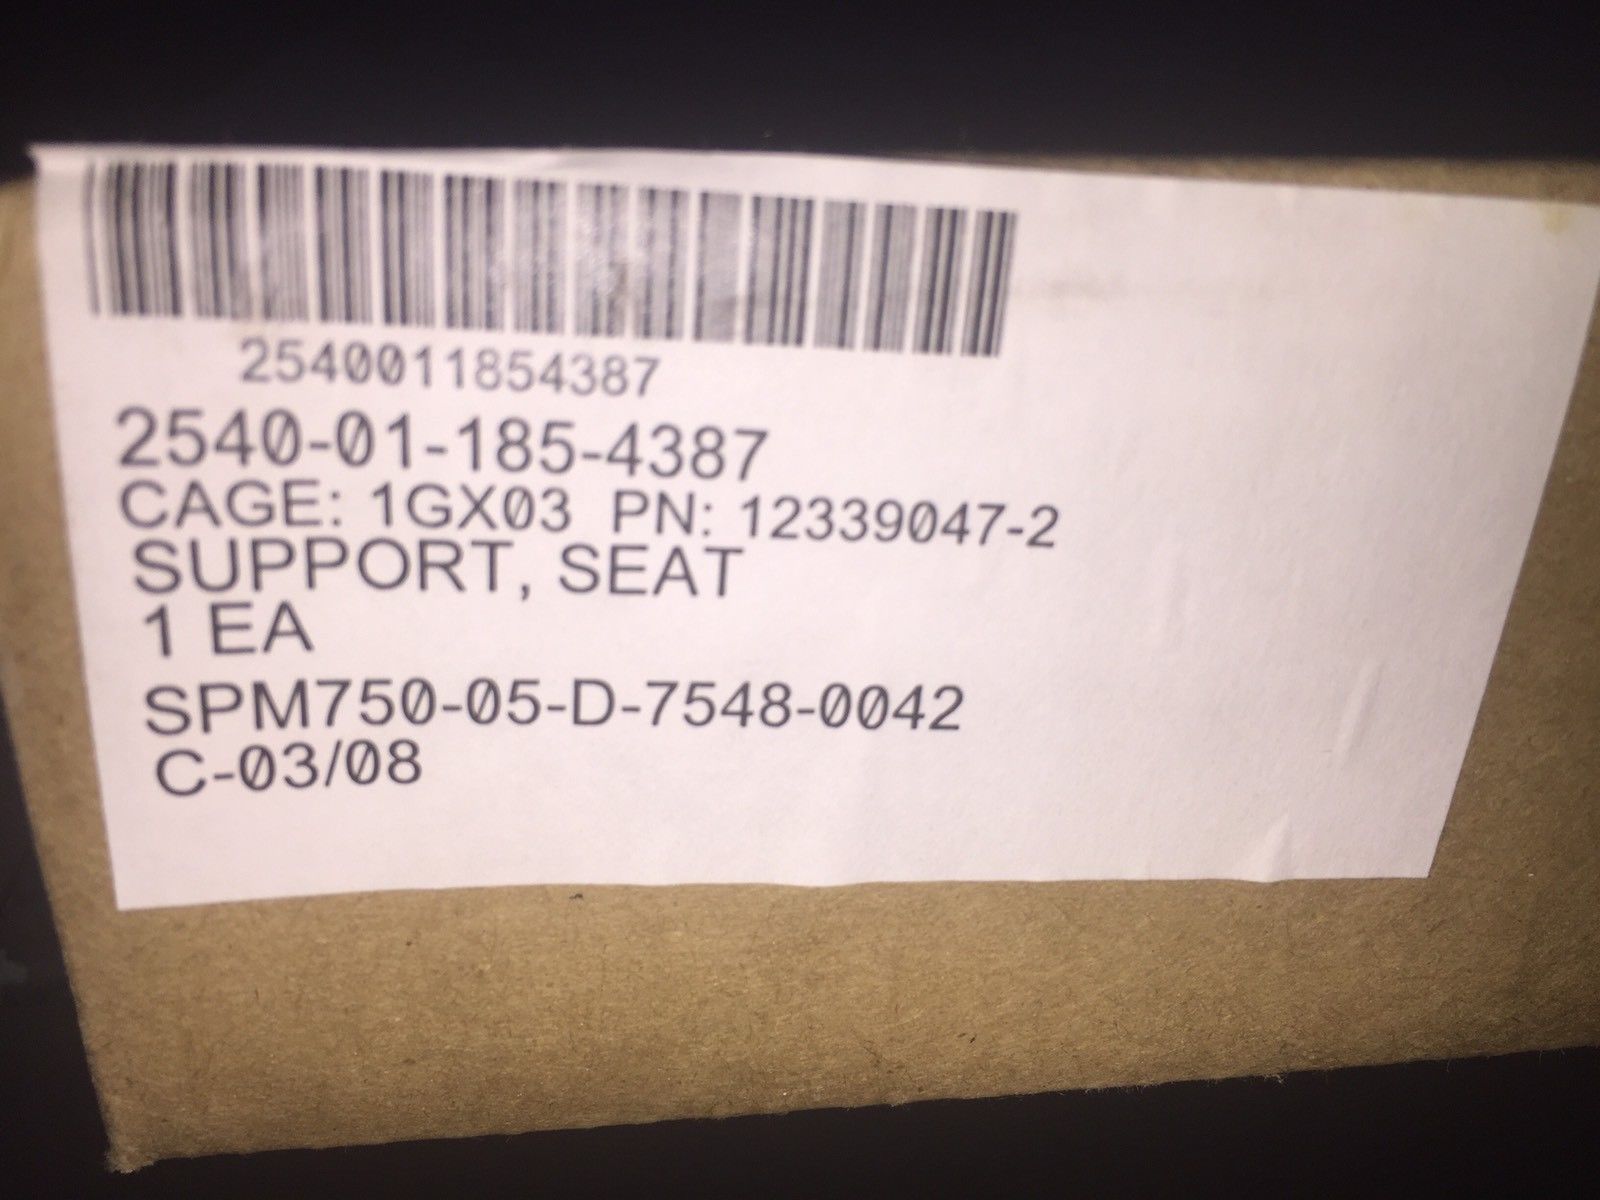 2540011854387
2540-01-185-4387
CAGE: 1GX03 PN: 12339047-2
SUPPORT, SEAT
1 EA
SPM750-05-D-7548-0042
C-03/08